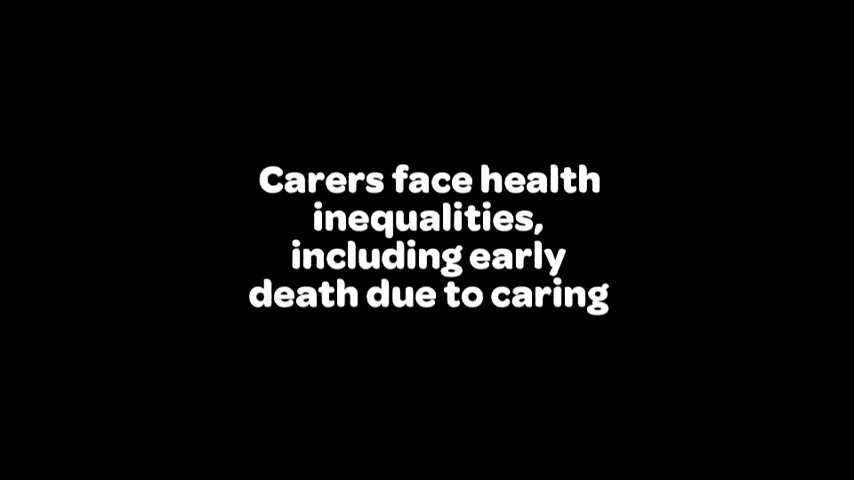 Carers face health
inequalities,
including early
death due to caring